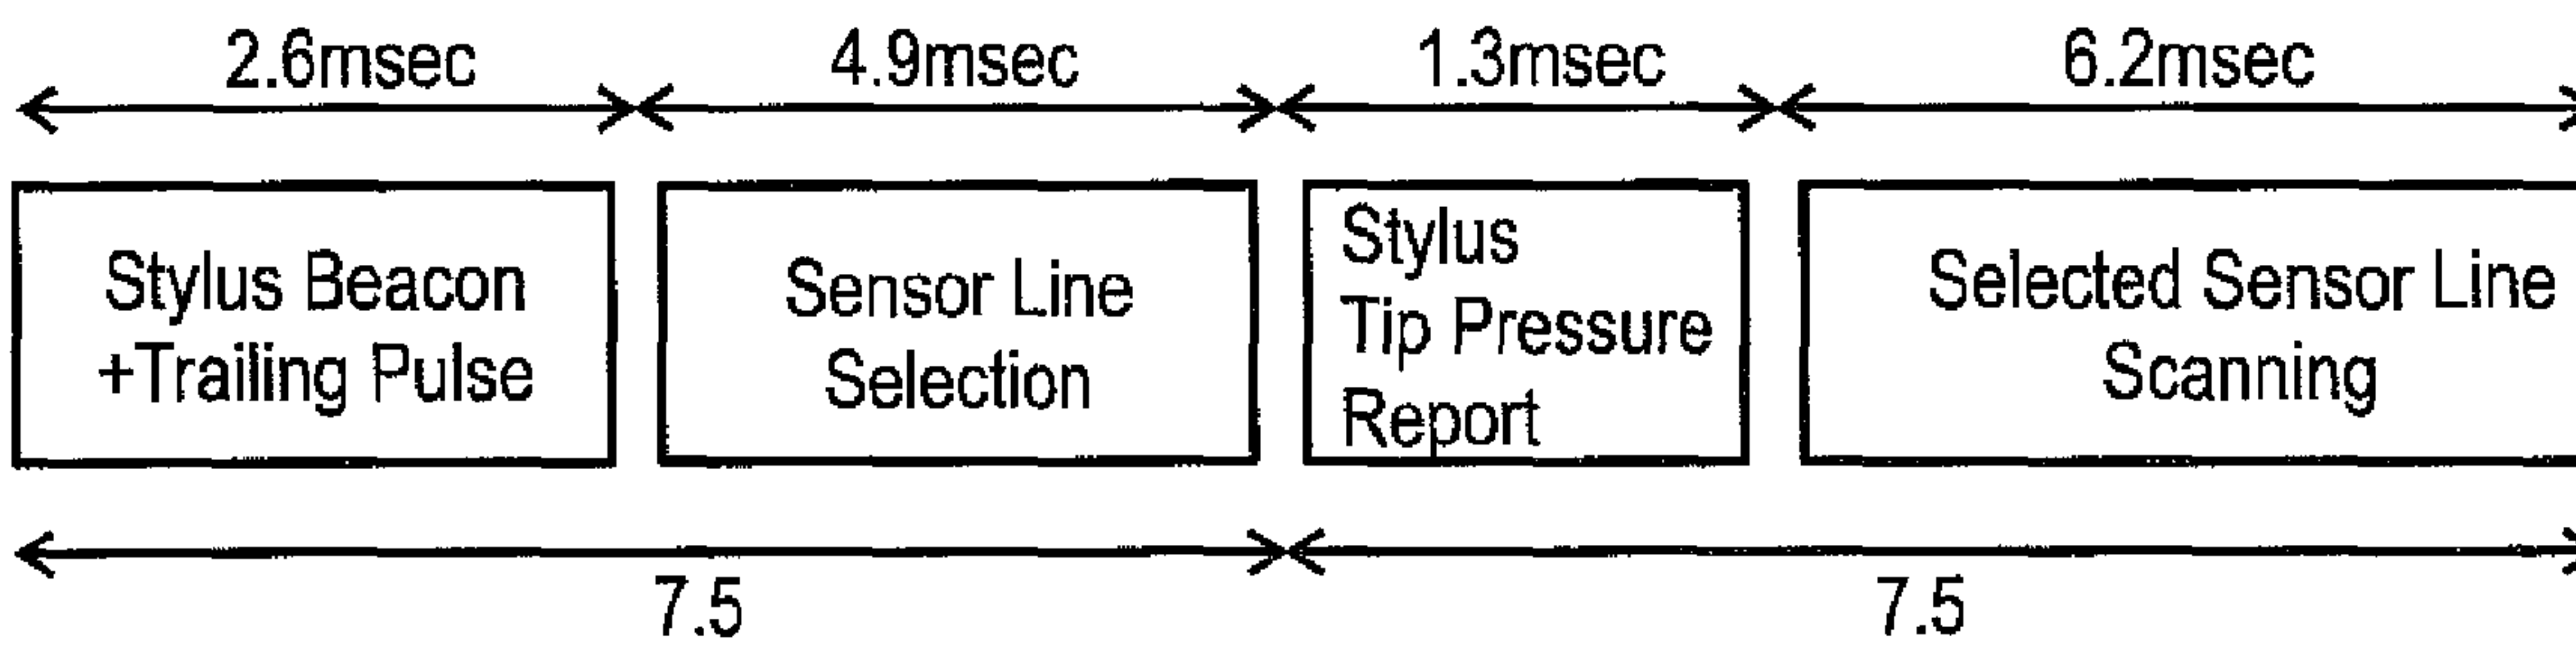 2.6msec
4.9msec
1.3msec
6.2msec
Stylus Beacon
+Trailing Pulse
Sensor Line
Selection
Stylus
Tip Pressure
Report
Selected Sensor Line
Scanning
7.5
7.5